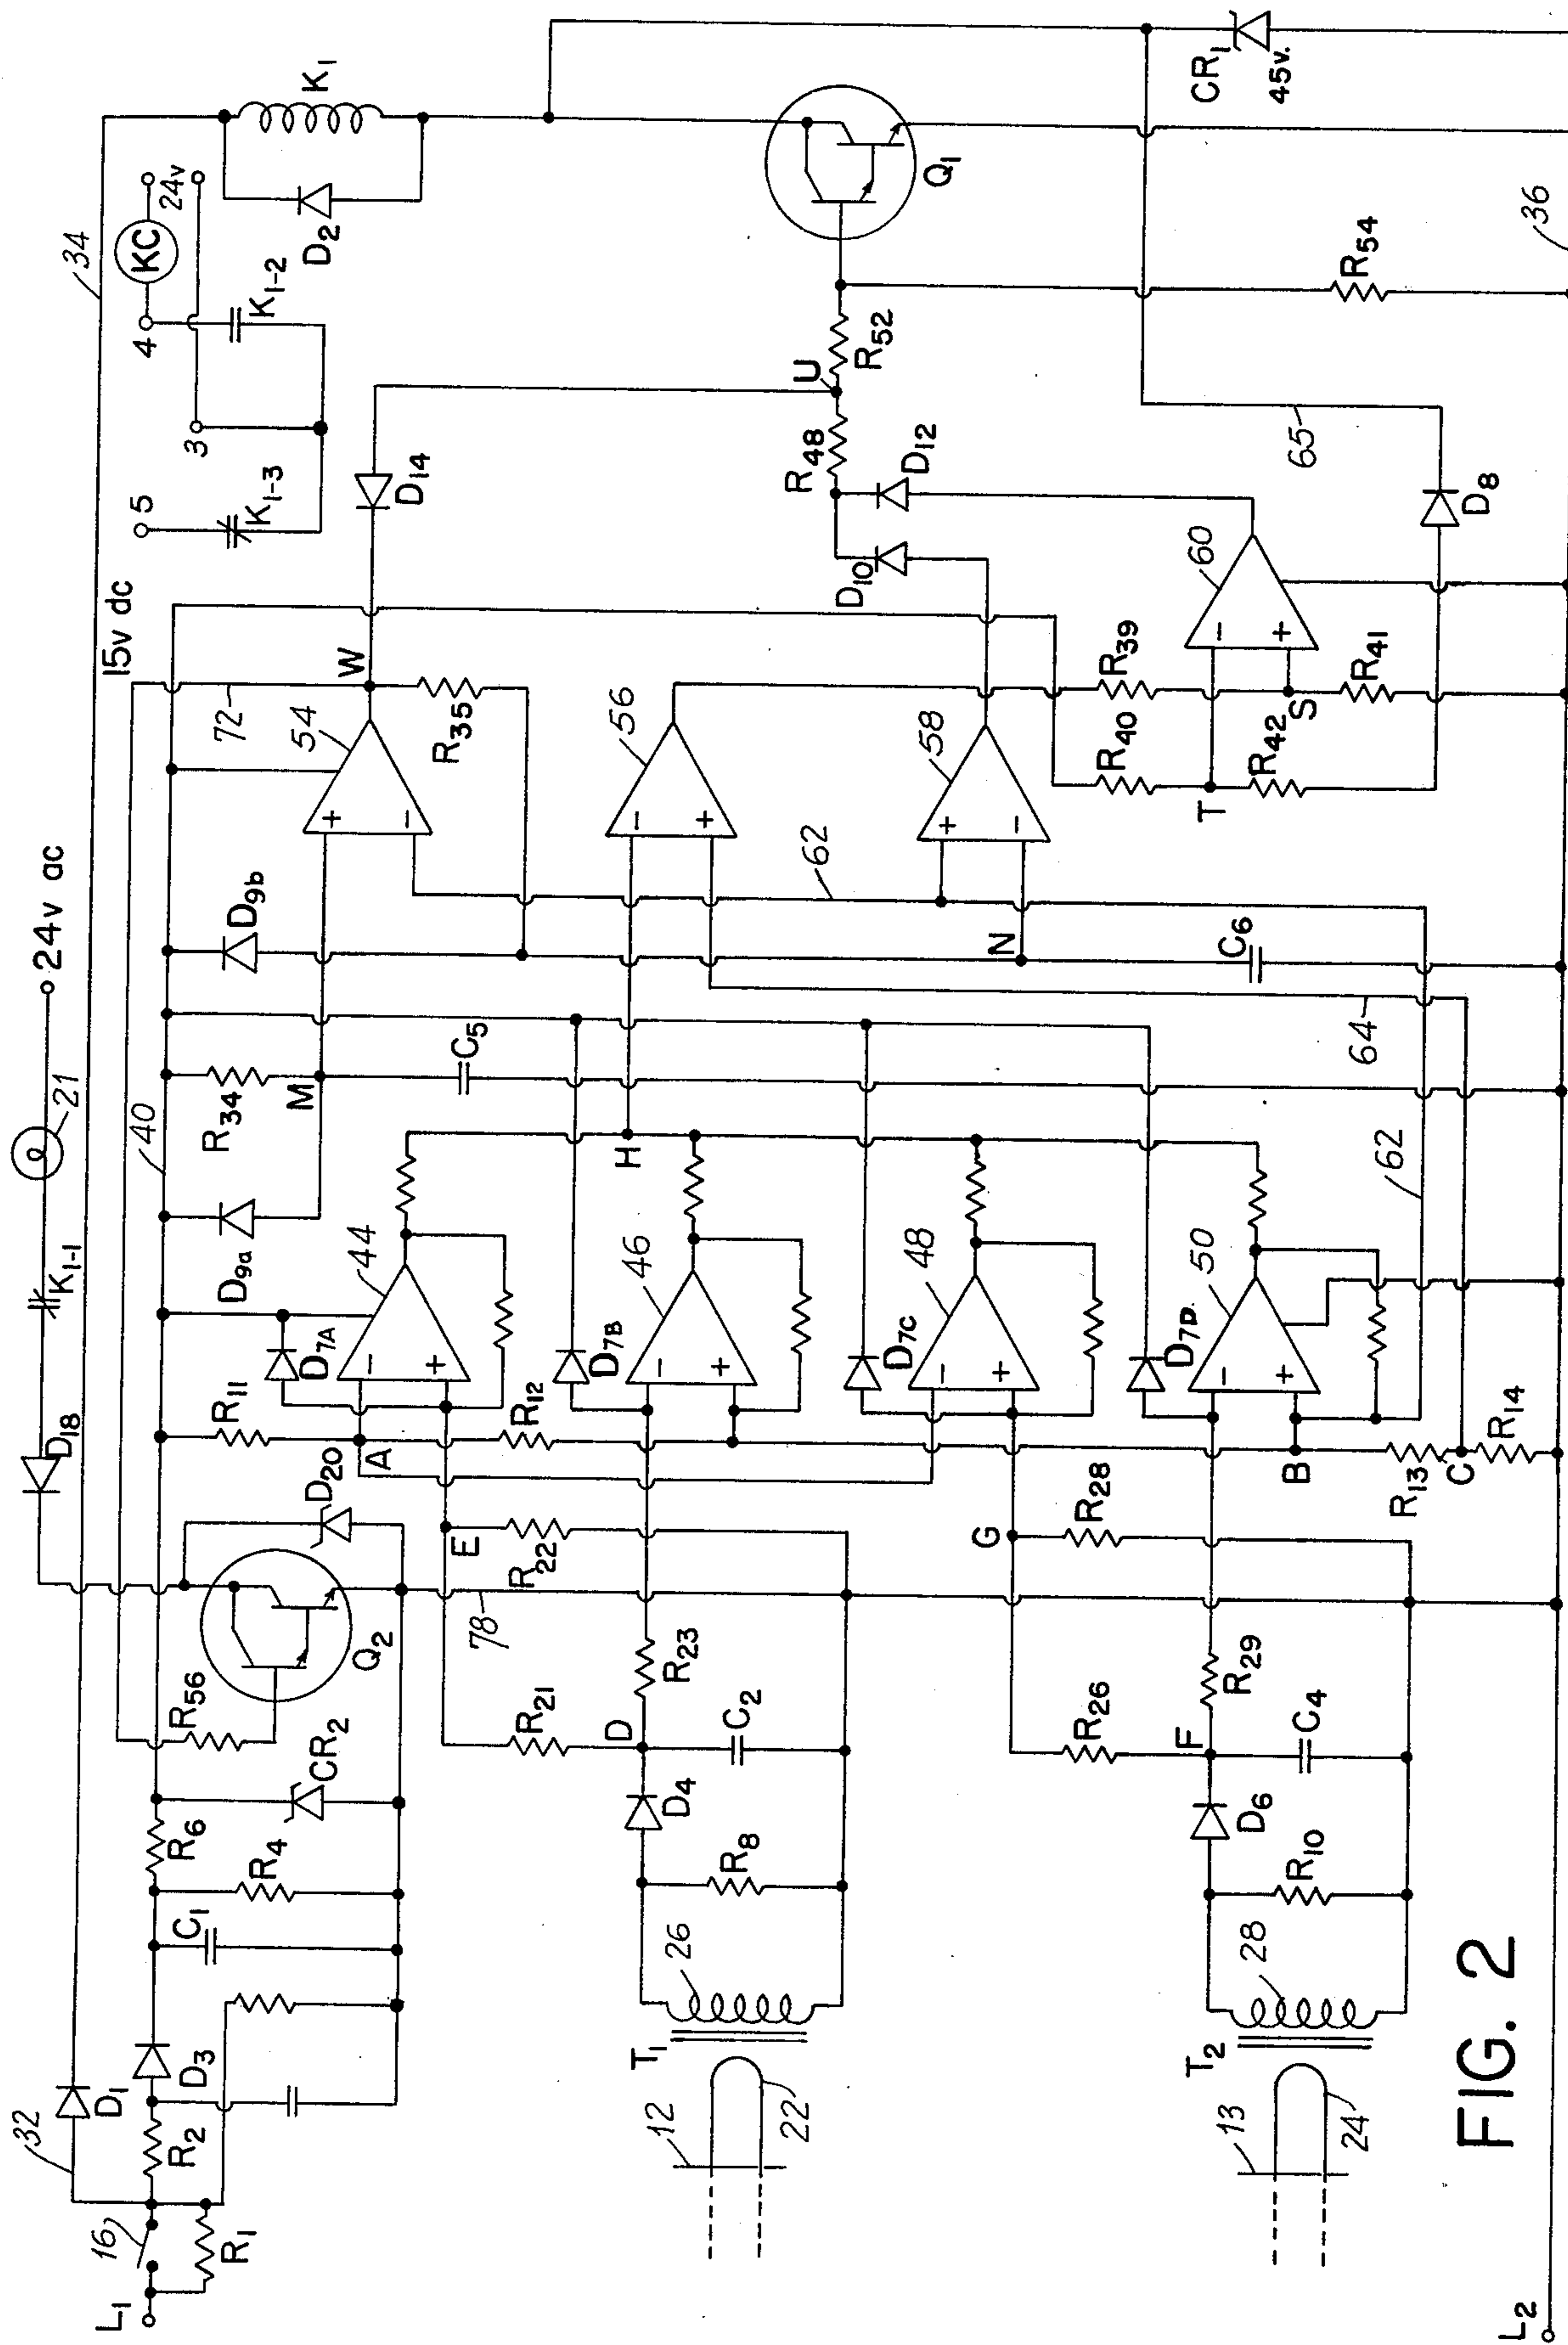 24v ac
21
K1-1
D18
34
15v dc
5
K1-3
3
4
K1-2
KC
24v
D2
K1
32
D1
L1
16
R1
R2
D3
C1
R4
R6
CR2
R56
Q2
D20
40
R11
D7A
D9a
R34
M
D9b
72
W
R35
D14
54
+
−
44
−
+
A
R12
E
R22
78
R21
C5
H
56
−
+
U
R48
R52
Q1
D10
D12
T1
26
12
22
R8
D4
D
C2
R23
D7B
46
−
+
58
+
−
62
N
C6
64
R40
R39
T
R42
S
R41
60
−
+
65
D8
R54
CR1
45v.
36
G
R28
R26
D7C
48
−
+
T2
28
13
24
R10
D6
F
C4
R29
D7D
50
−
+
B
R13
C
R14
62
L2
FIG. 2